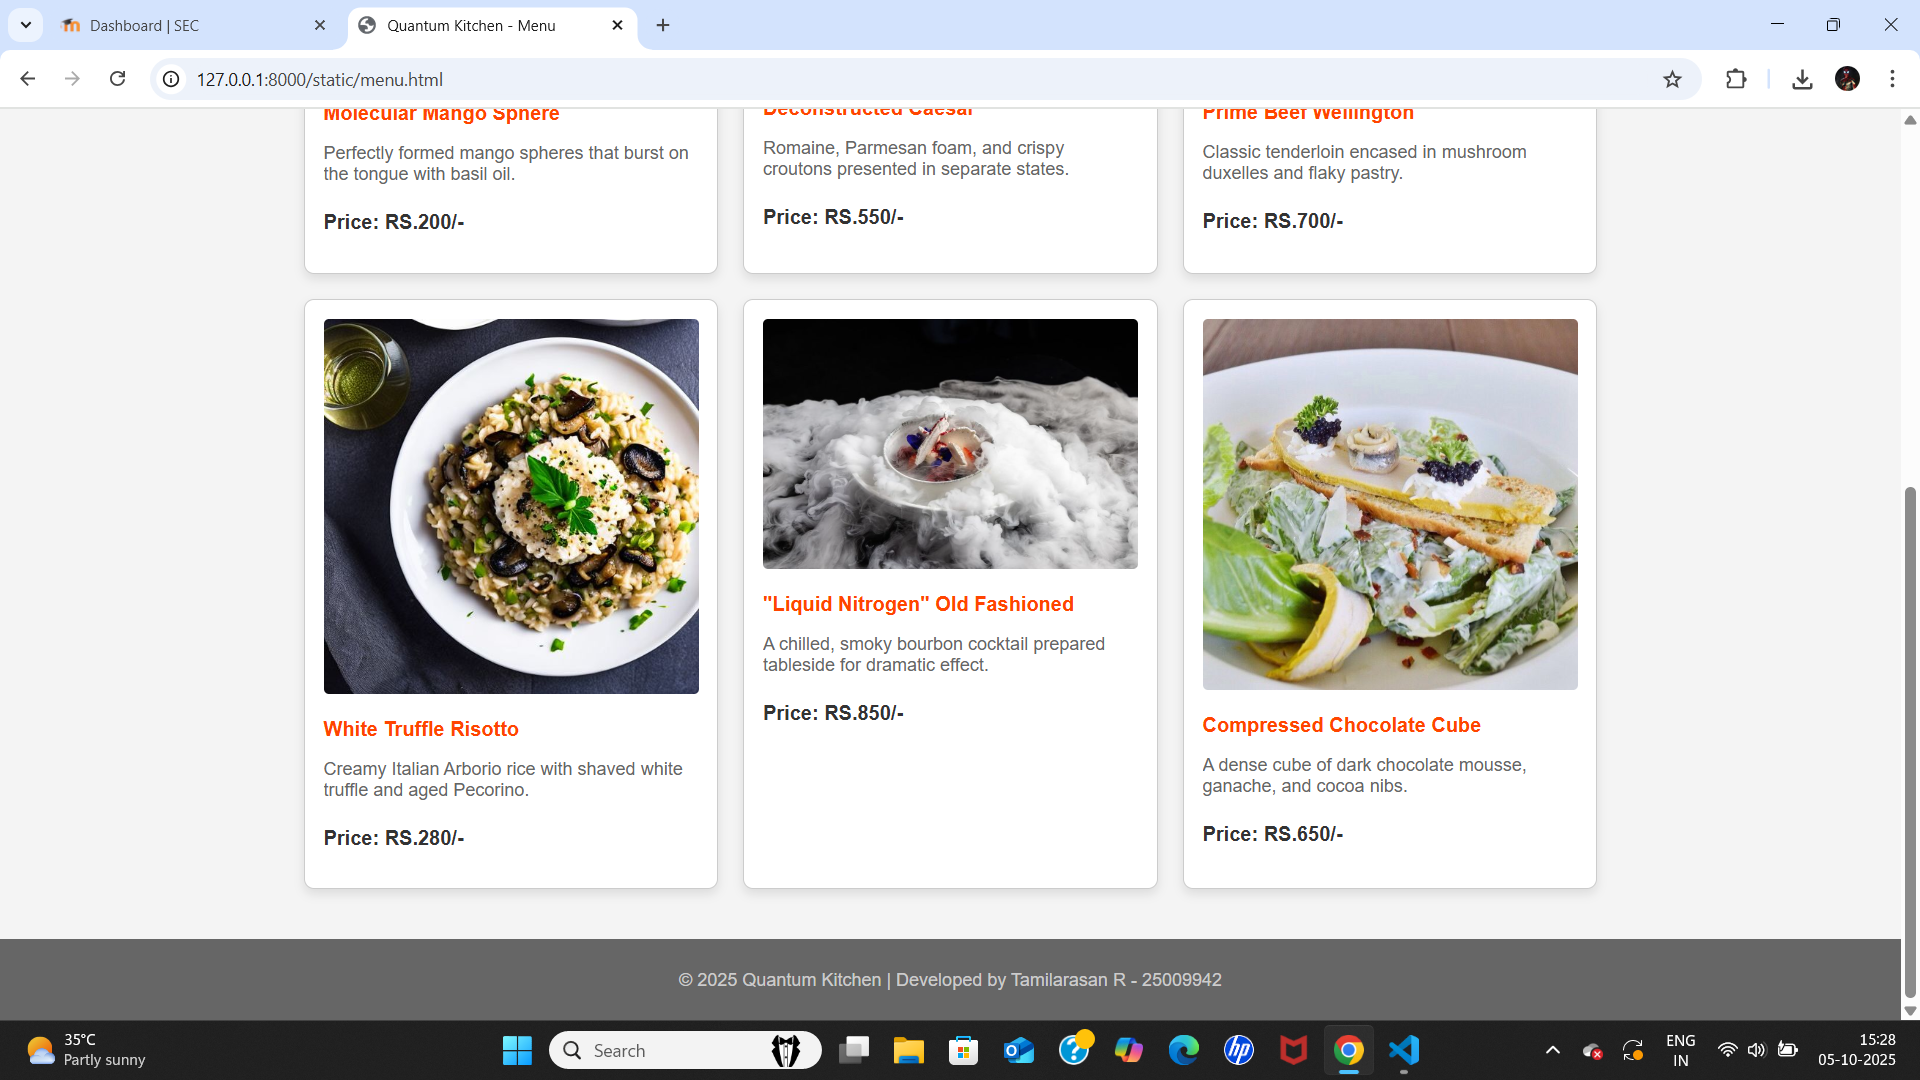 Dashboard | SEC
Quantum Kitchen - Menu
127.0.0.1:8000/static/menu.html
Molecular Mango Sphere
Perfectly formed mango spheres that burst on
the tongue with basil oil.
Price: RS.200/-
Deconstructed Caesar
Romaine, Parmesan foam, and crispy
croutons presented in separate states.
Price: RS.550/-
Prime Beef Wellington
Classic tenderloin encased in mushroom
duxelles and flaky pastry.
Price: RS.700/-
White Truffle Risotto
Creamy Italian Arborio rice with shaved white
truffle and aged Pecorino.
Price: RS.280/-
"Liquid Nitrogen" Old Fashioned
A chilled, smoky bourbon cocktail prepared
tableside for dramatic effect.
Price: RS.850/-
Compressed Chocolate Cube
A dense cube of dark chocolate mousse,
ganache, and cocoa nibs.
Price: RS.650/-
© 2025 Quantum Kitchen | Developed by Tamilarasan R - 25009942
35°C
Partly sunny
Search
hp
ENG
IN
15:28
05-10-2025